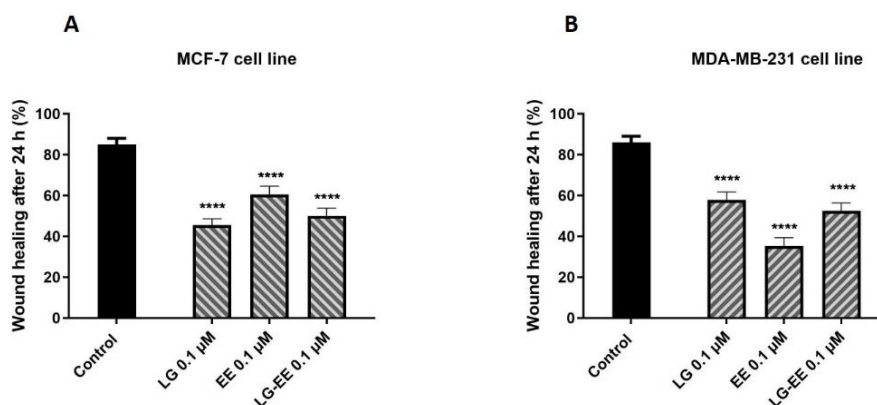 A
MCF-7 cell line
Wound healing after 24 h (%)
100
80
60
40
20
0
****
****
****
Control
LG 0.1 µM
EE 0.1 µM
LG-EE 0.1 µM
B
MDA-MB-231 cell line
Wound healing after 24 h (%)
100
80
60
40
20
0
****
****
****
Control
LG 0.1 µM
EE 0.1 µM
LG-EE 0.1 µM